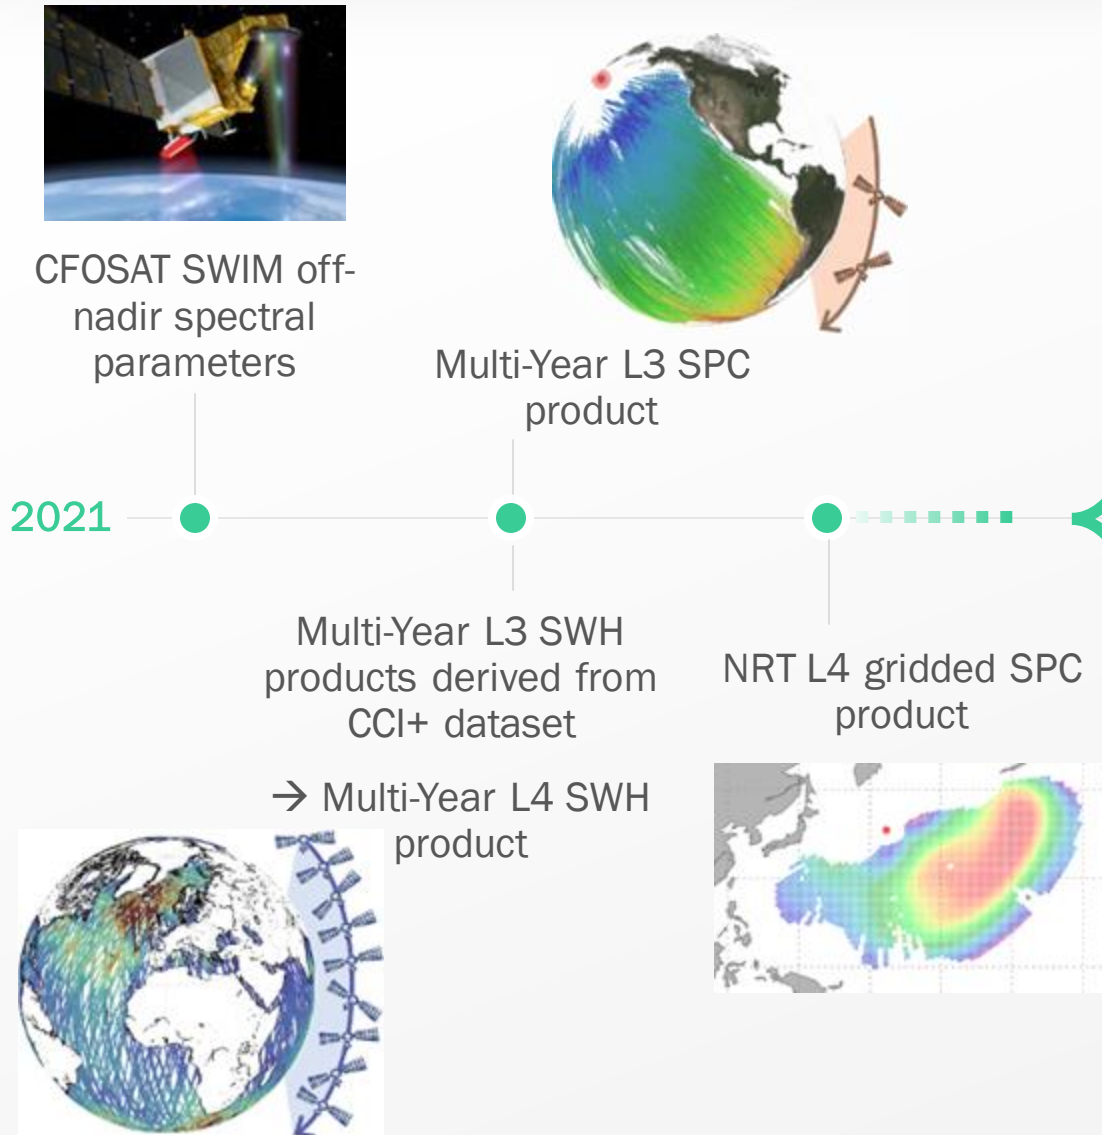 CFOSAT SWIM off-
nadir spectral
parameters
Multi-Year L3 SPC
product
2021
Multi-Year L3 SWH
products derived from
CCI+ dataset
→ Multi-Year L4 SWH
product
NRT L4 gridded SPC
product